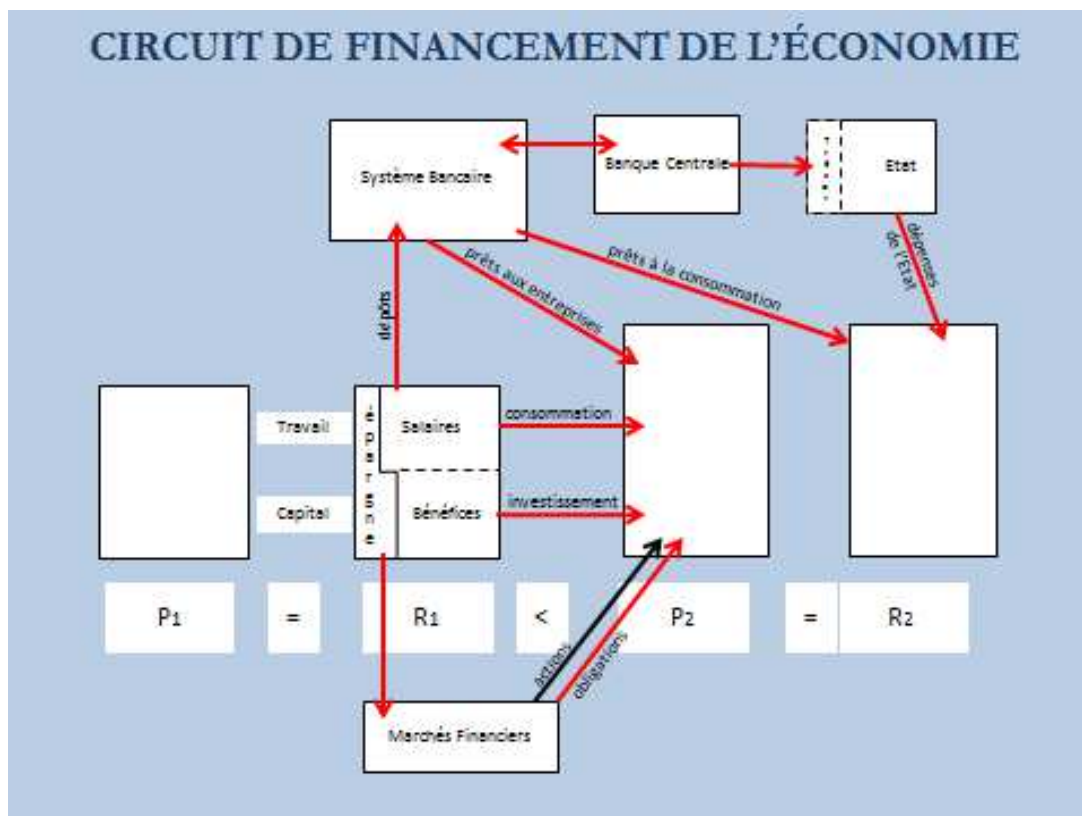 CIRCUIT DE FINANCEMENT DE L'ÉCONOMIE
Système Bancaire
Banque Centrale
Etat
prêts aux entreprises
prêts à la consommation
dépenses
de l'Etat
dépôts
Travail
Capital
épargne
Salaires
Bénéfices
consommation
investissement
P1
=
R1
<
P2
=
R2
actions
obligations
Marchés Financiers